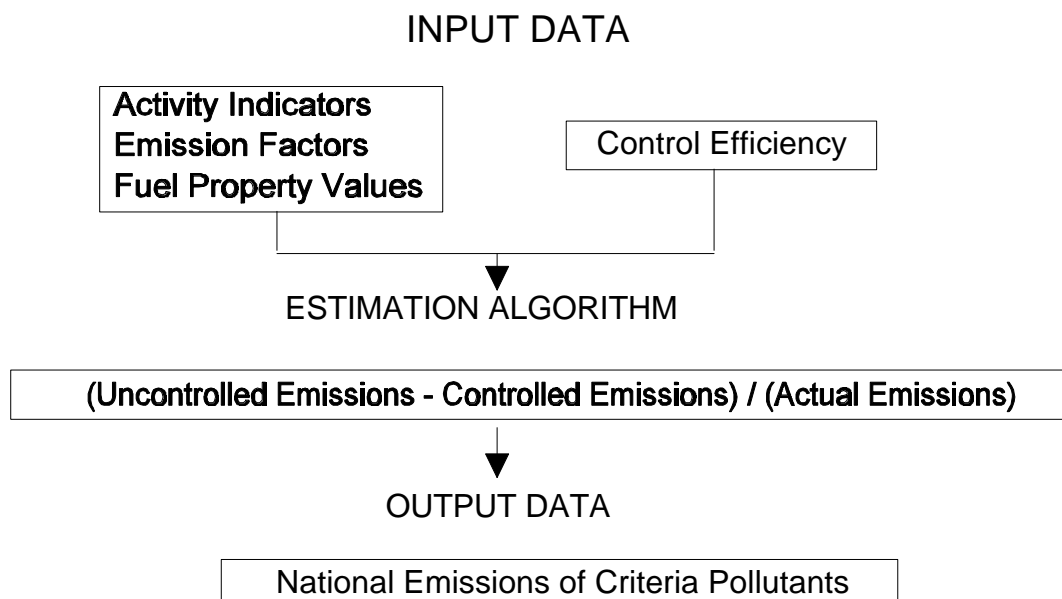 INPUT DATA
Activity Indicators
Emission Factors
Fuel Property Values
Control Efficiency
ESTIMATION ALGORITHM
(Uncontrolled Emissions - Controlled Emissions) / (Actual Emissions)
OUTPUT DATA
National Emissions of Criteria Pollutants